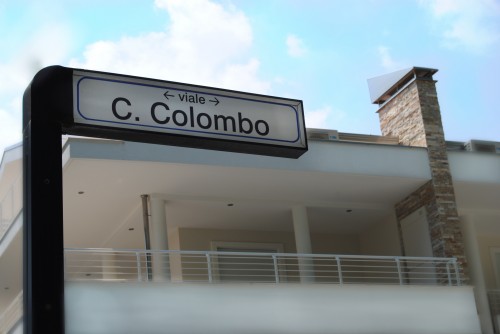 ← viale →
C. Colombo